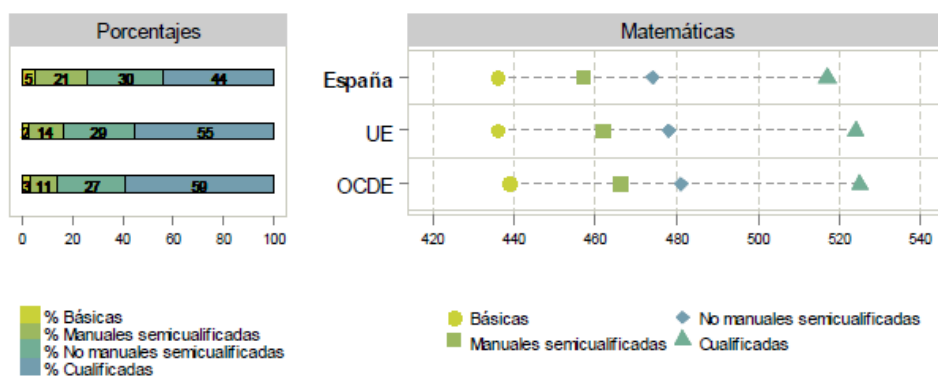 Porcentajes
5 21 30 44
2 14 29 55
3 11 27 59
0 20 40 60 80 100
% Básicas
% Manuales semicualificadas
% No manuales semicualificadas
% Cualificadas
Matemáticas
España
UE
OCDE
420 440 460 480 500 520 540
Básicas
No manuales semicualificadas
Manuales semicualificadas
Cualificadas